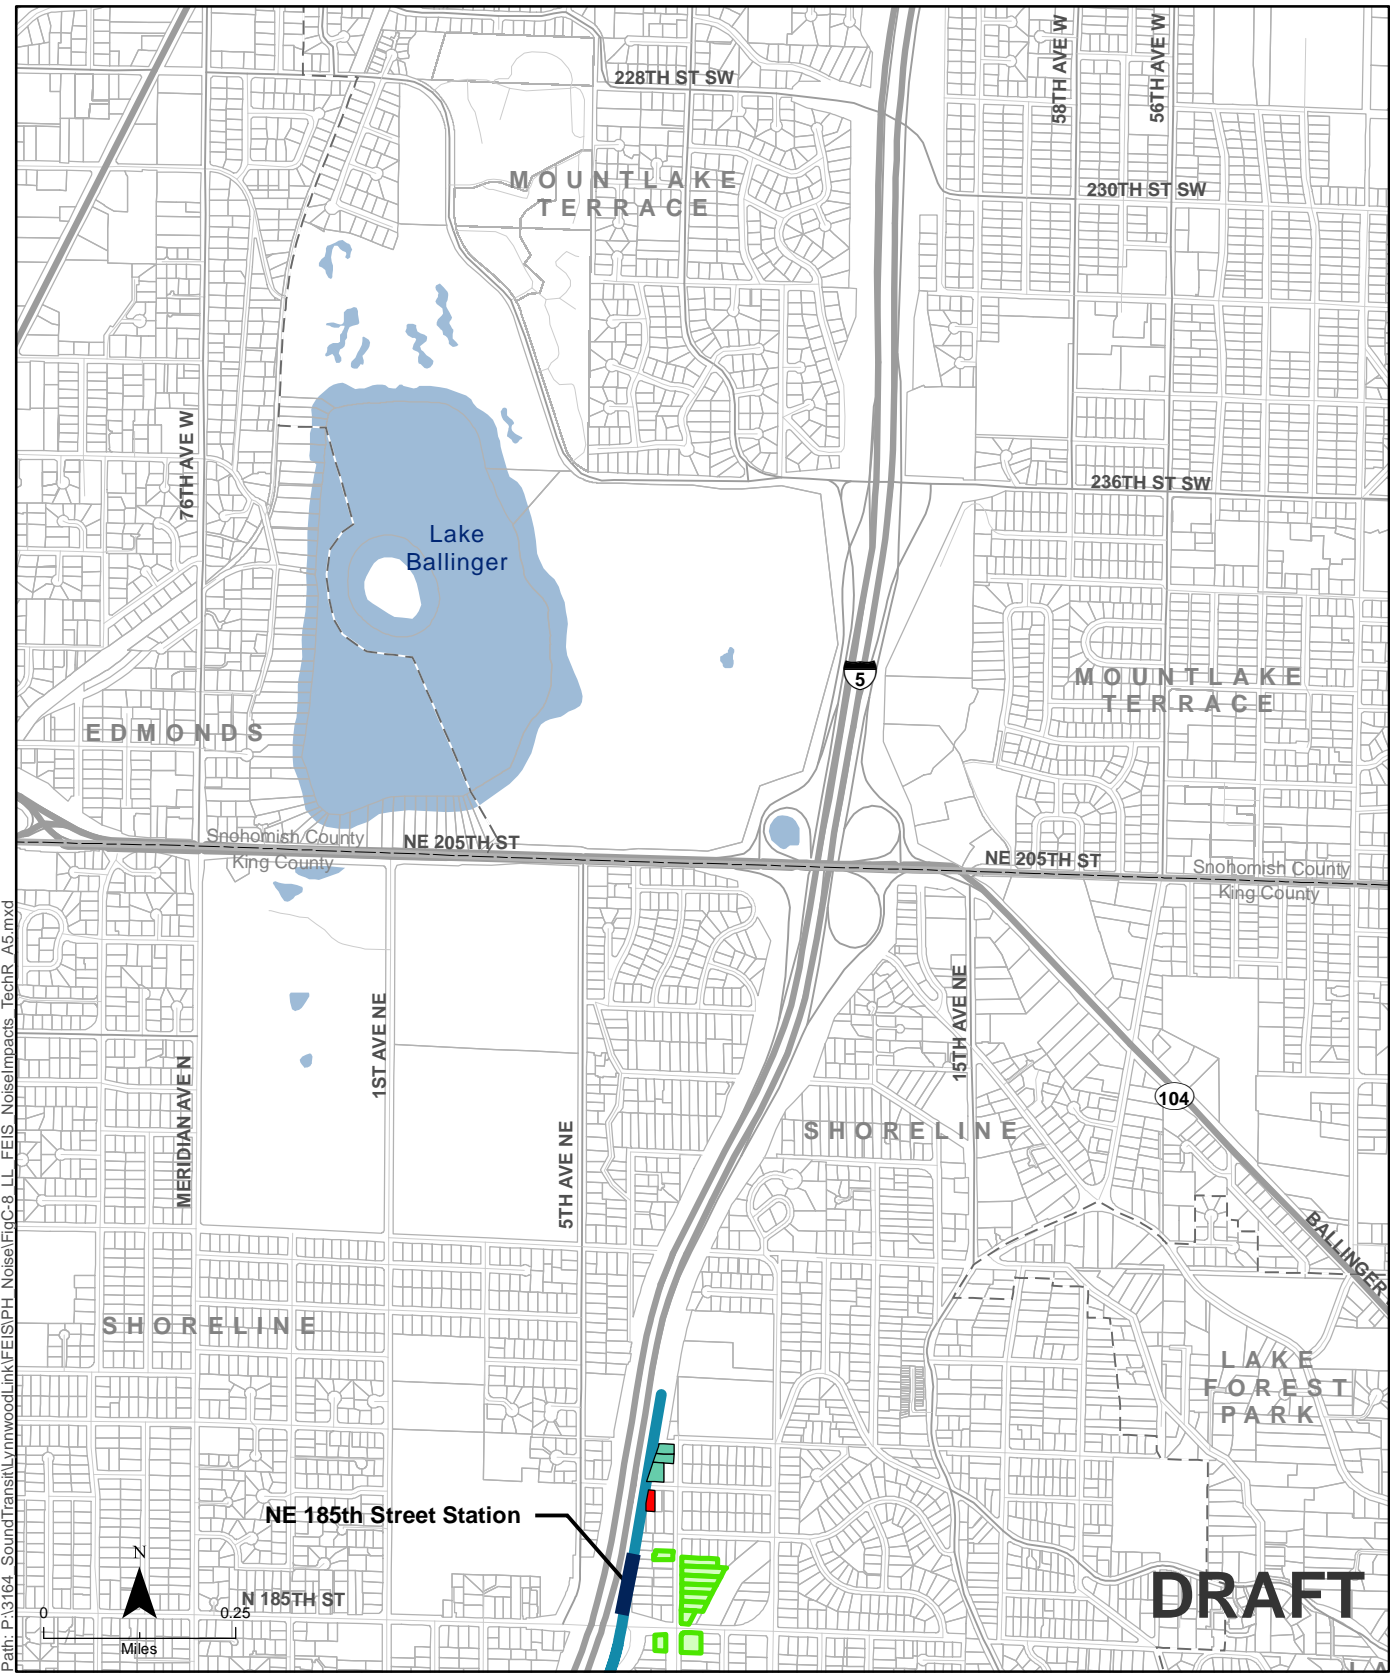 228TH ST SW
58TH AVE W
56TH AVE W
MOUNTLAKE
TERRACE
230TH ST SW
76TH AVE W
236TH ST SW
Lake
Ballinger
5
MOUNTLAKE
TERRACE
EDMONDS
Snohomish County
King County
NE 205TH ST
NE 205TH ST
Snohomish County
King County
Path: P:\3164_SoundTransit\LynnwoodLink\FEIS\PH_Noise\FigC-8_LL_FEIS_NoiseImpacts_TechR_A5.mxd
1ST AVE NE
15TH AVE NE
MERIDIAN AVE N
5TH AVE NE
104
SHORELINE
BALLINGER
SHORELINE
LAKE
FOREST
PARK
NE 185th Street Station
N
N 185TH ST
0
0.25
Miles
DRAFT